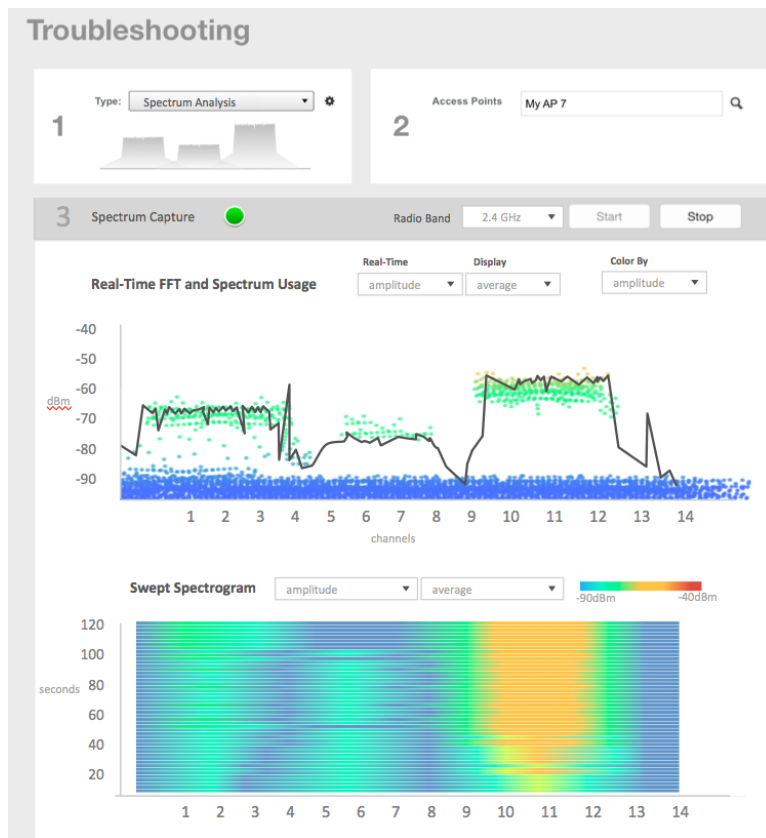 Troubleshooting
1
Type:
Spectrum Analysis
2
Access Points
My AP 7
3
Spectrum Capture
Radio Band
2.4 GHz
Start
Stop
Real-Time FFT and Spectrum Usage
Real-Time
amplitude
Display
average
Color By
amplitude
-40
-50
-60
dBm
-70
-80
-90
1 2 3 4 5 6 7 8 9 10 11 12 13 14
channels
Swept Spectrogram
amplitude
average
-90dBm -40dBm
120
100
seconds 80
60
40
20
1 2 3 4 5 6 7 8 9 10 11 12 13 14